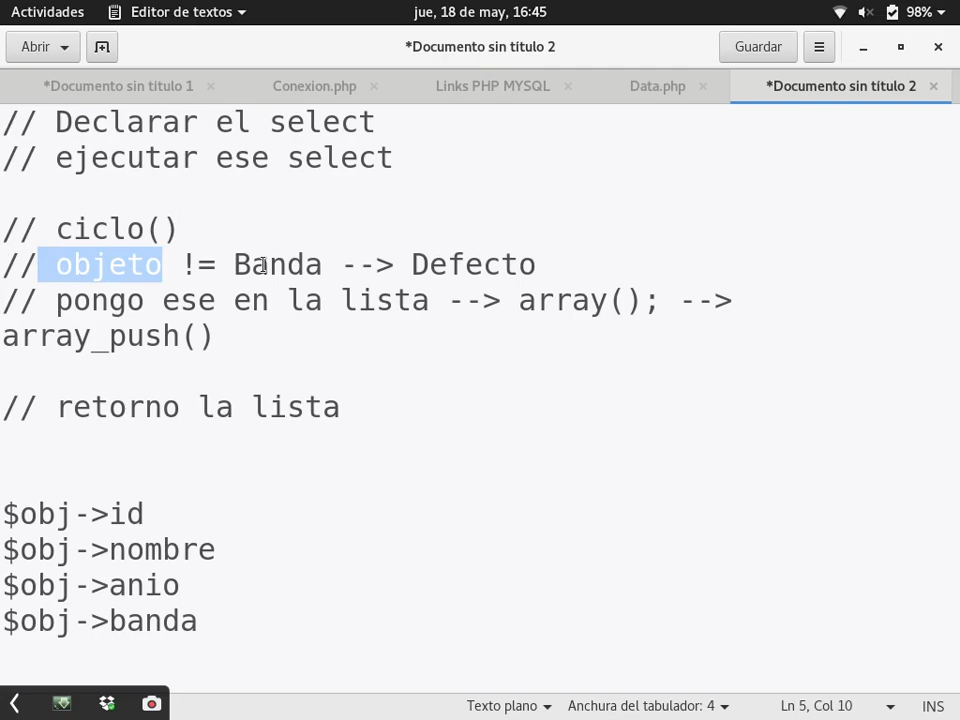 Actividades Editor de textos jue, 18 de may, 16:45 98%
Abrir *Documento sin título 2 Guardar
*Documento sin título 1 Conexion.php Links PHP MYSQL Data.php *Documento sin título 2
// Declarar el select
// ejecutar ese select
// ciclo()
// objeto != Banda --> Defecto
// pongo ese en la lista --> array(); -->
array_push()
// retorno la lista
$obj->id
$obj->nombre
$obj->anio
$obj->banda
Texto plano Anchura del tabulador: 4 Ln 5, Col 10 INS